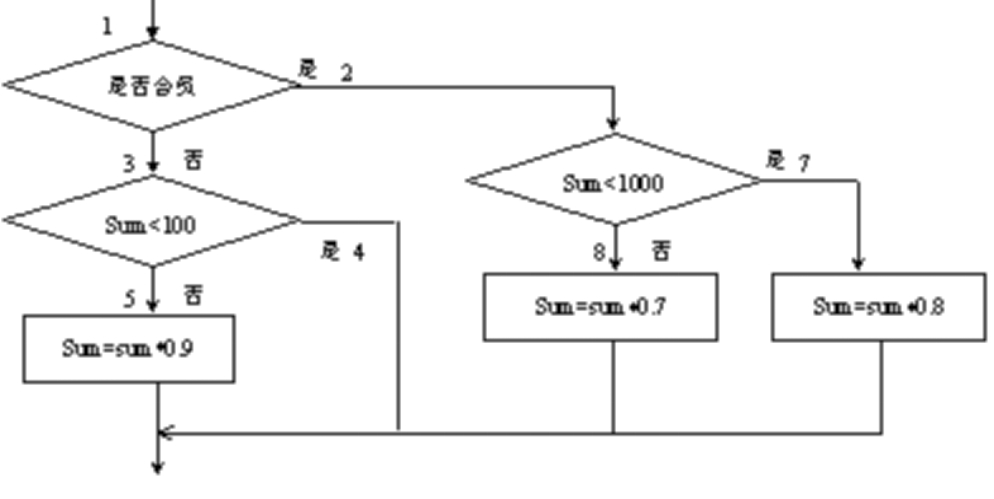 1
是否会员
是 2
3 否
Sum<100
是 4
5 否
Sum=sum*0.9
Sum<1000
是 7
8 否
Sum=sum*0.7
Sum=sum*0.8